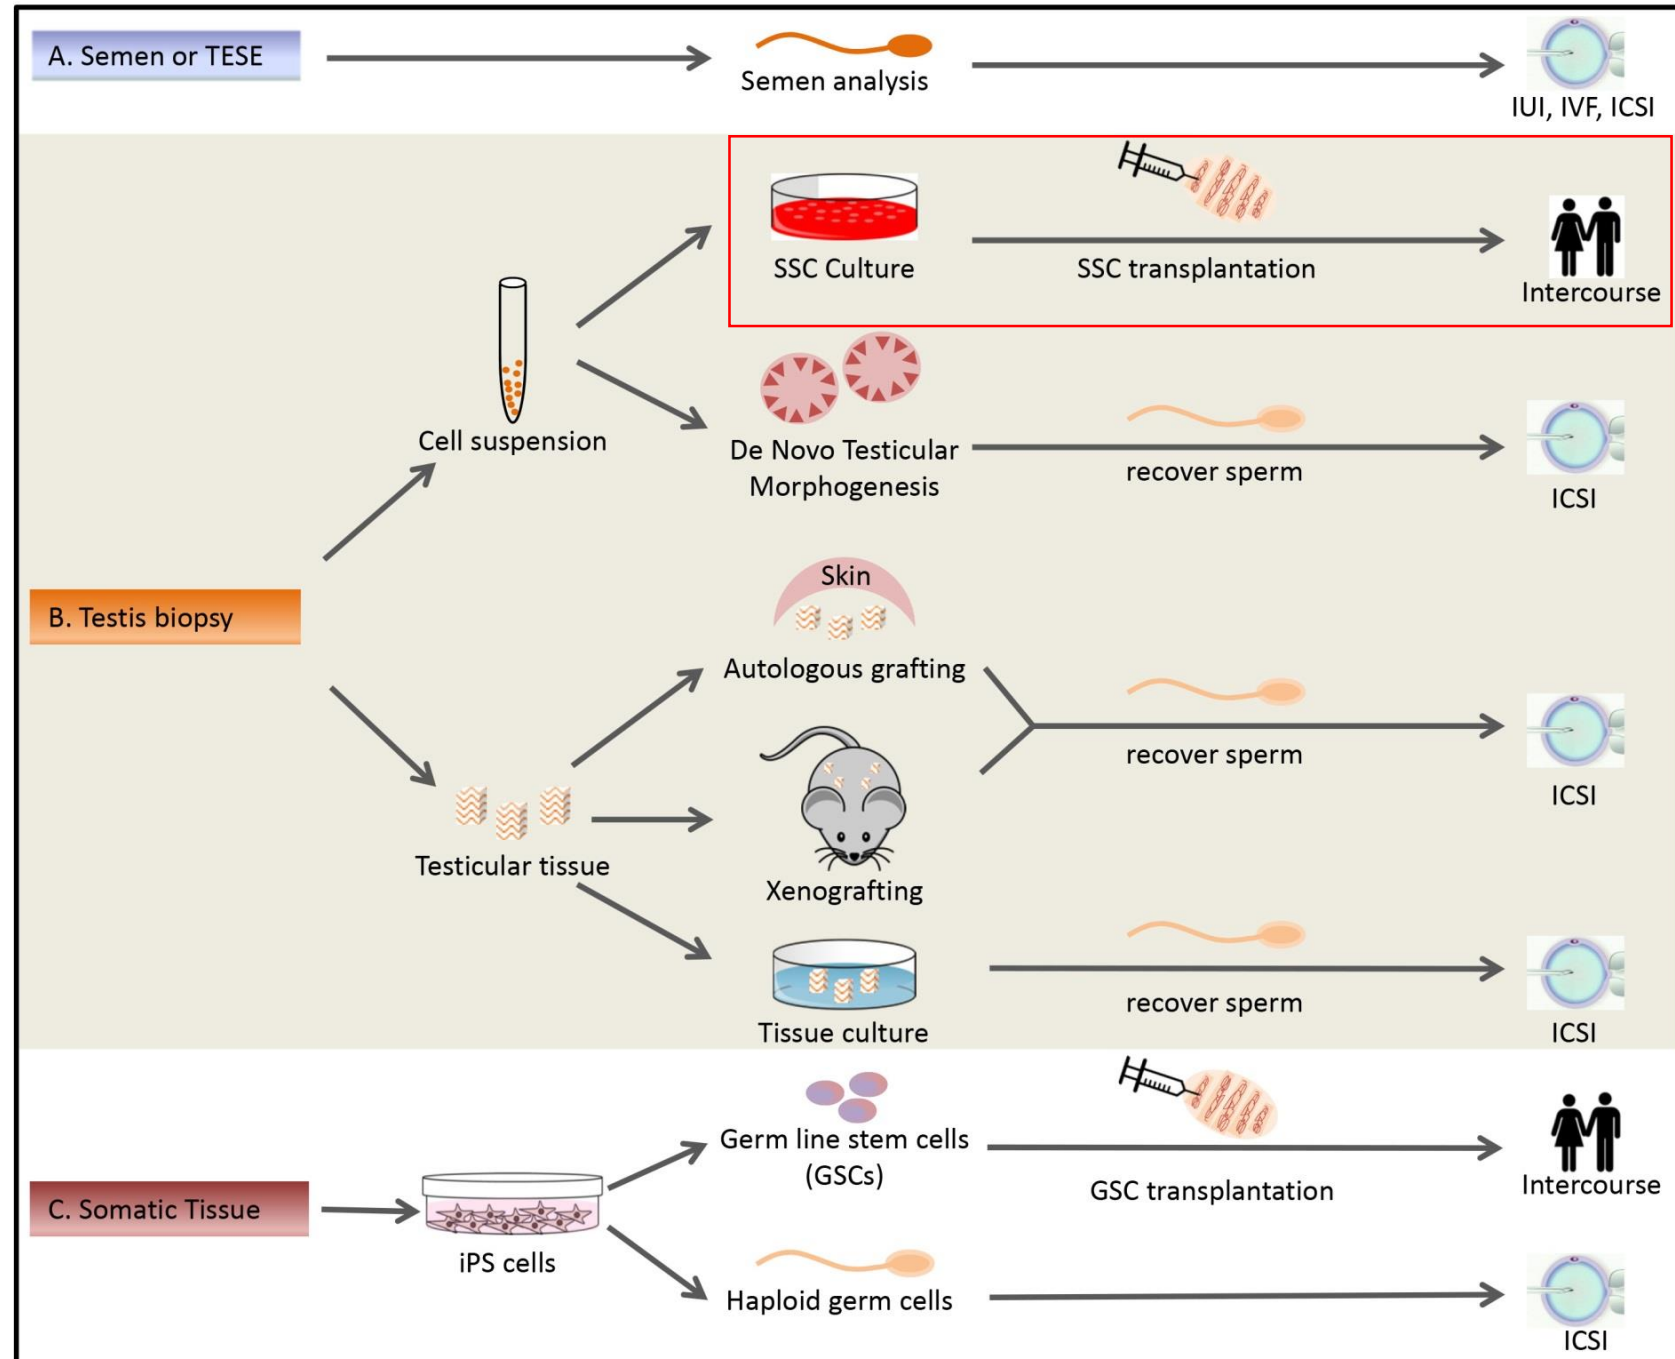 A. Semen or TESE
Semen analysis
IUI, IVF, ICSI
SSC Culture
SSC transplantation
Intercourse
Cell suspension
De Novo Testicular
Morphogenesis
recover sperm
ICSI
B. Testis biopsy
Skin
Autologous grafting
recover sperm
ICSI
Testicular tissue
Xenografting
Tissue culture
recover sperm
ICSI
C. Somatic Tissue
iPS cells
Germ line stem cells
(GSCs)
GSC transplantation
Intercourse
Haploid germ cells
ICSI